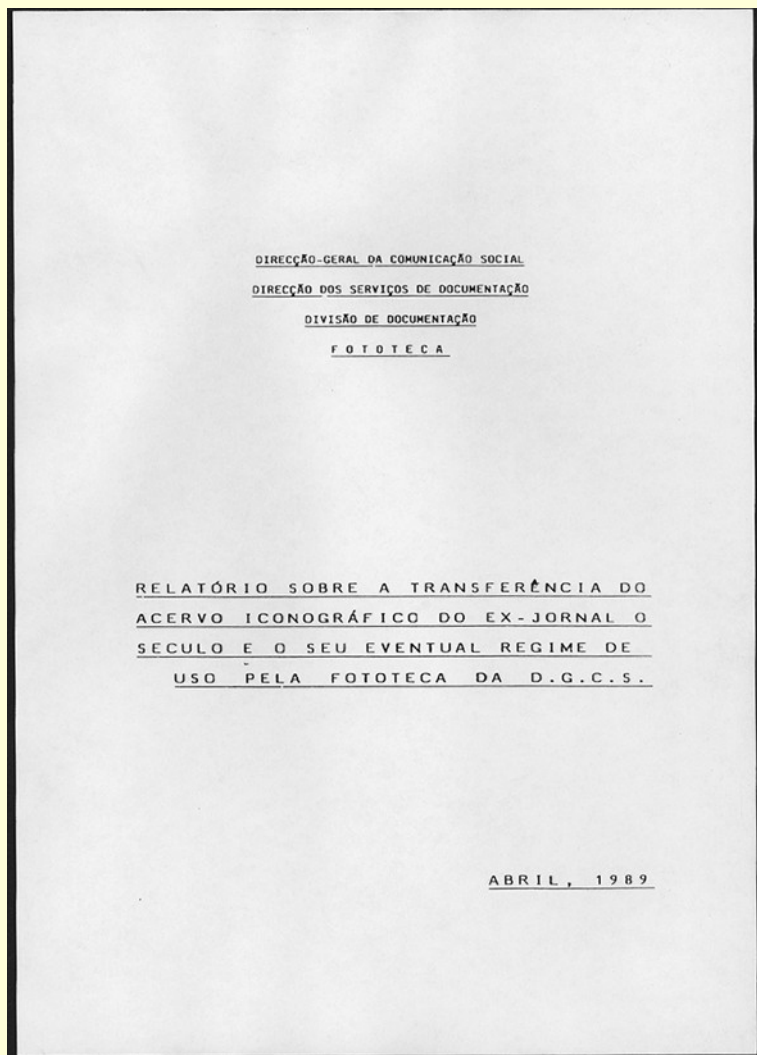 DIRECÇÃO-GERAL DA COMUNICAÇÃO SOCIAL
DIRECÇÃO DOS SERVIÇOS DE DOCUMENTAÇÃO
DIVISÃO DE DOCUMENTAÇÃO
FOTOTECA
RELATÓRIO SOBRE A TRANSFERÊNCIA DO
ACERVO ICONOGRÁFICO DO EX-JORNAL O
SECULO E O SEU EVENTUAL REGIME DE
USO PELA FOTOTECA DA D.G.C.S.
ABRIL, 1989